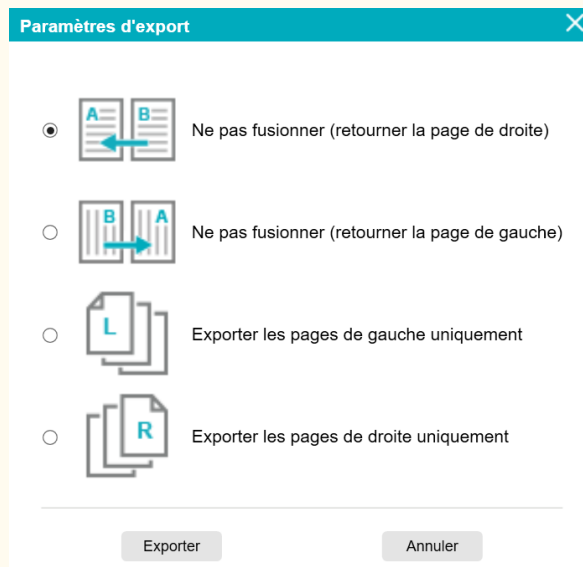 Paramètres d'export
A B
Ne pas fusionner (retourner la page de droite)
B A
Ne pas fusionner (retourner la page de gauche)
L
Exporter les pages de gauche uniquement
R
Exporter les pages de droite uniquement
Exporter
Annuler